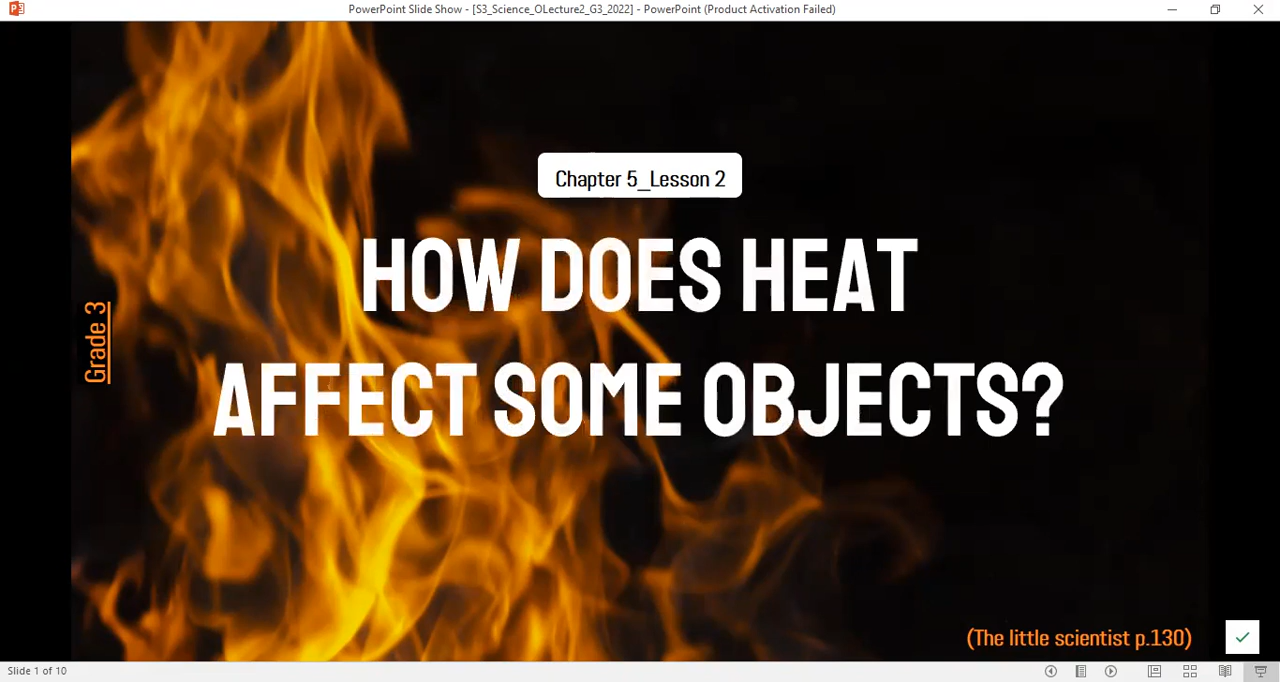 PowerPoint Slide Show - [S3_Science_OLecture2_G3_2022] - PowerPoint (Product Activation Failed)
Chapter 5_Lesson 2
HOW DOES HEAT
AFFECT SOME OBJECTS?
Grade 3
(The little scientist p.130)
Slide 1 of 10